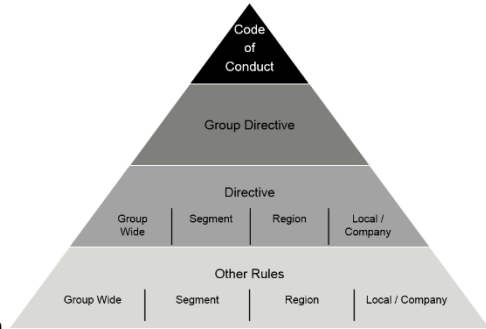 Code
of
Conduct
Group Directive
Directive
Group
Wide
Segment
Region
Local /
Company
Other Rules
Group Wide
Segment
Region
Local / Company